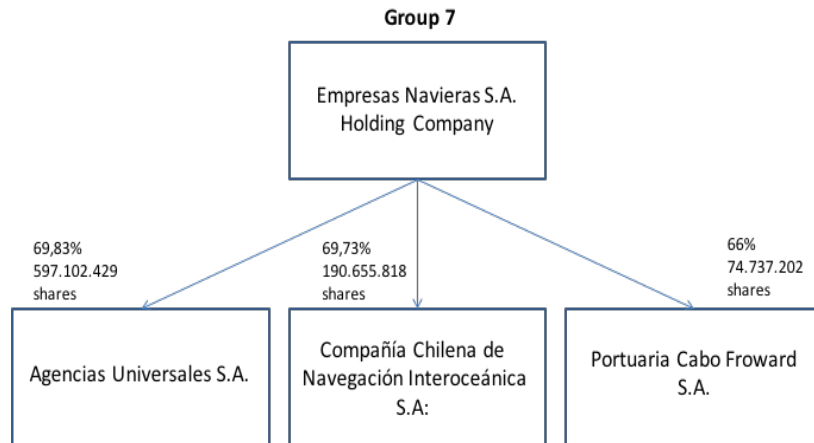 Group 7
Empresas Navieras S.A.
Holding Company
69,83%
597.102.429
shares
69,73%
190.655.818
shares
66%
74.737.202
shares
Agencias Universales S.A.
Compañía Chilena de
Navegación Interoceánica
S.A:
Portuaria Cabo Froward
S.A.